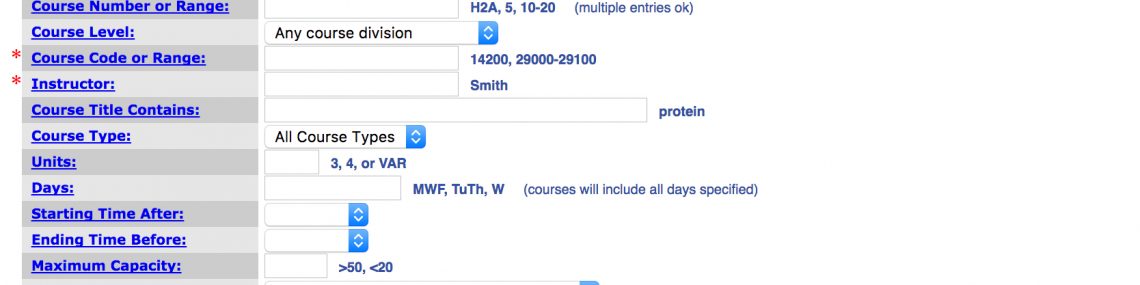 Course Number or Range: H2A, 5, 10-20 (multiple entries ok)
Course Level: Any course division
* Course Code or Range: 14200, 29000-29100
* Instructor: Smith
Course Title Contains: protein
Course Type: All Course Types
Units: 3, 4, or VAR
Days: MWF, TuTh, W (courses will include all days specified)
Starting Time After:
Ending Time Before:
Maximum Capacity: >50, <20